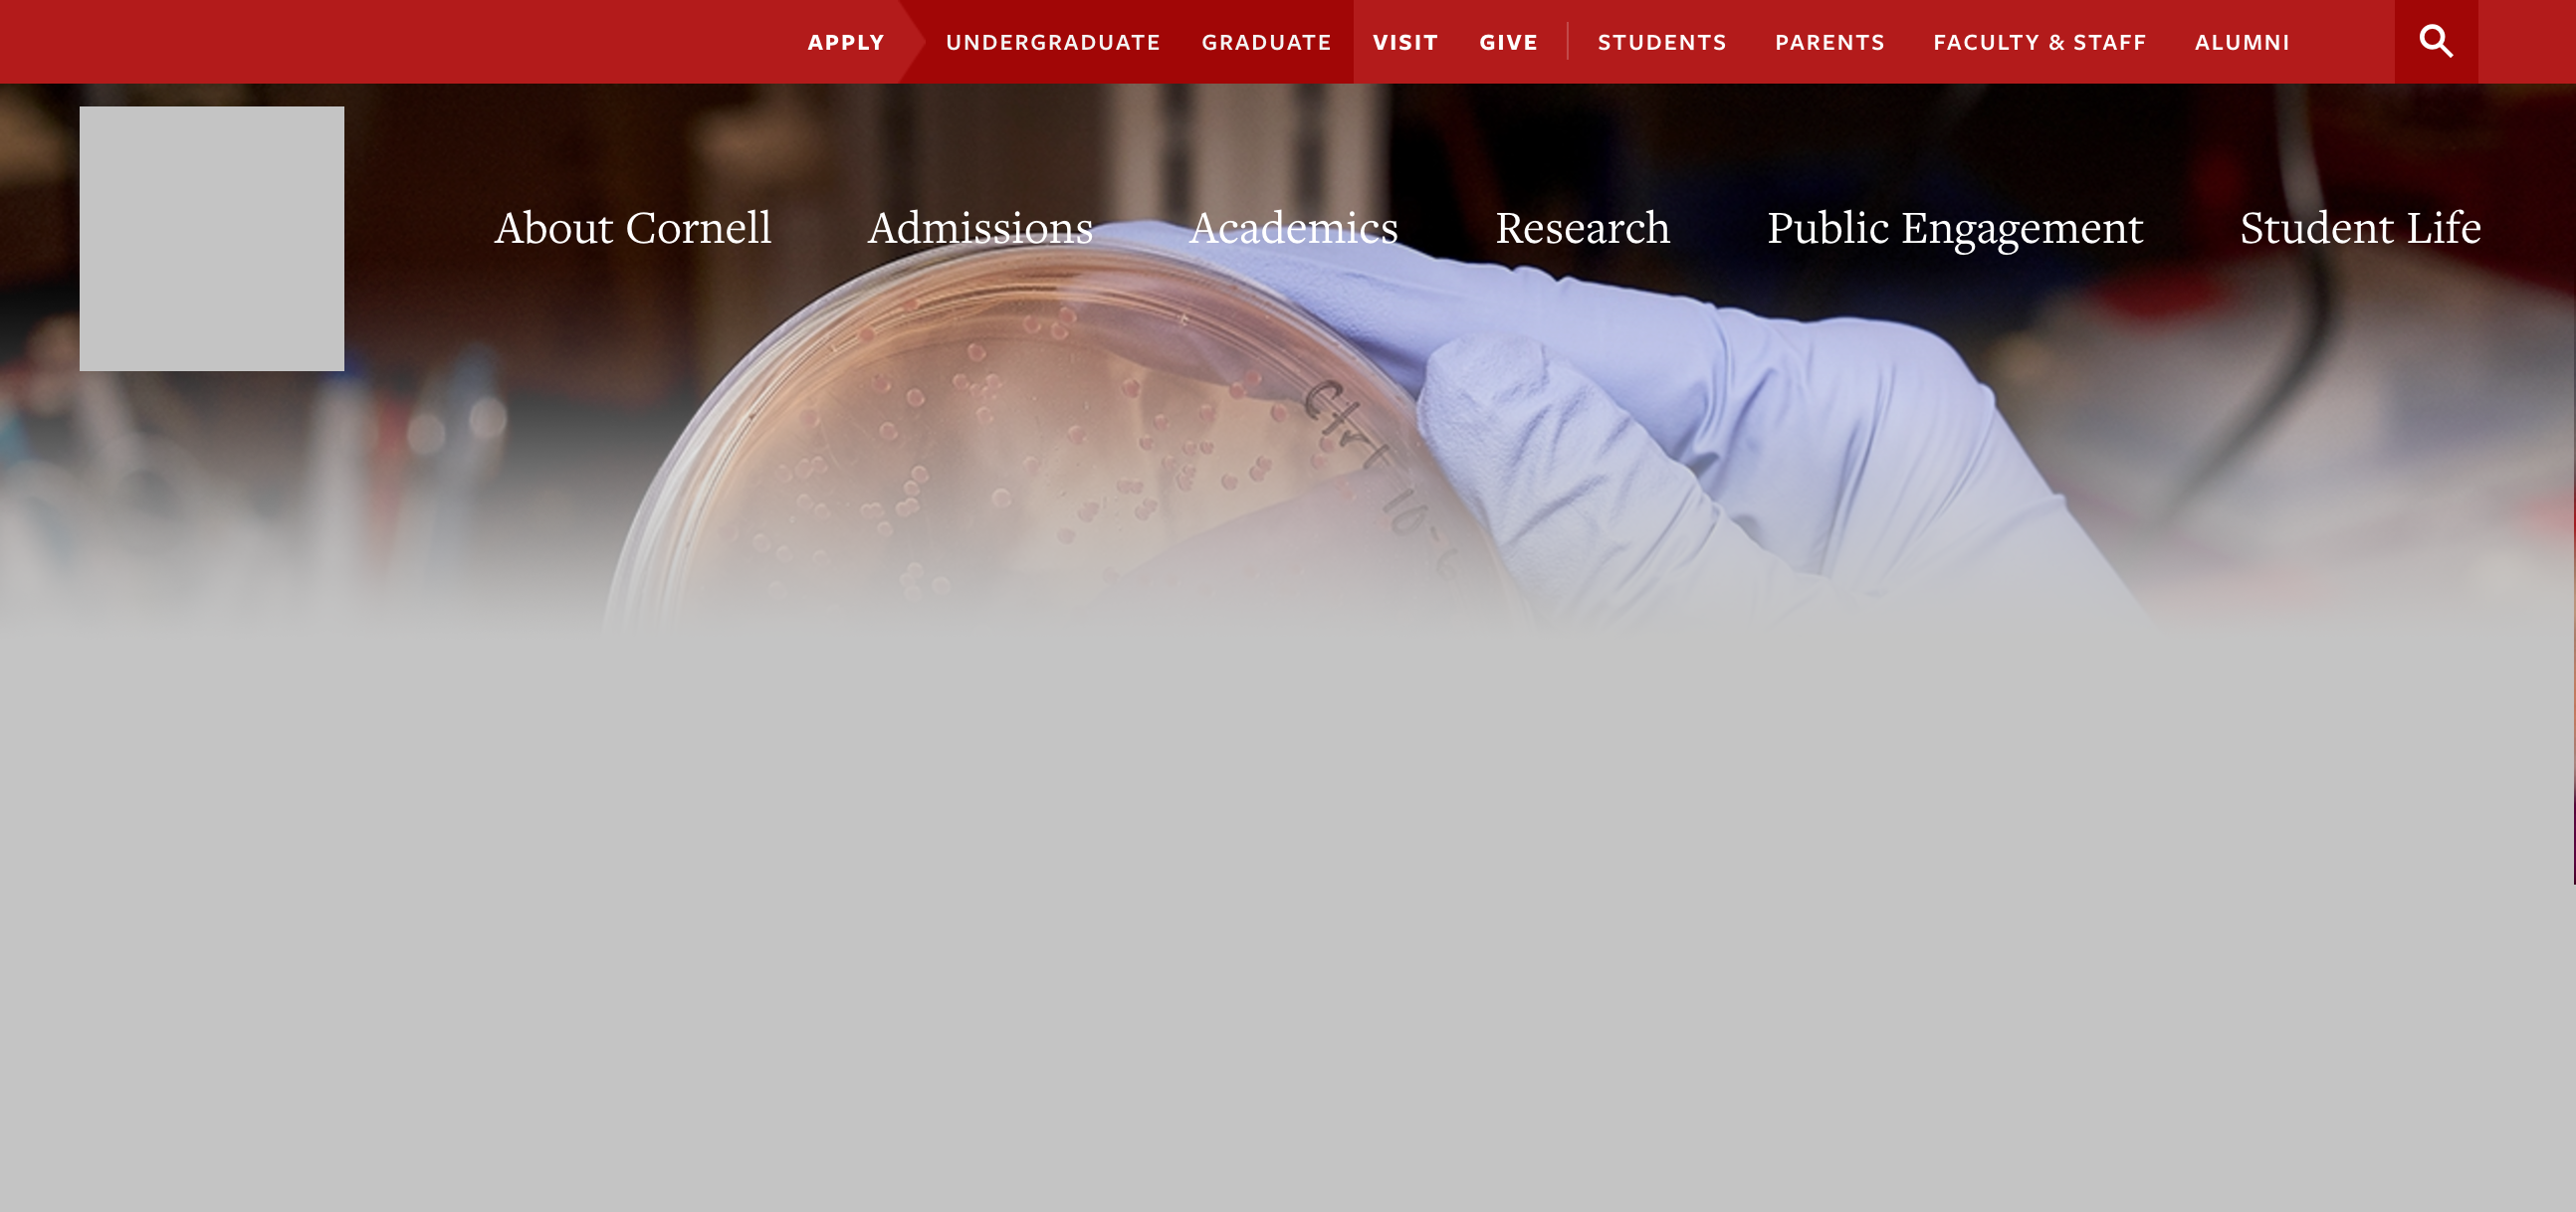 APPLY UNDERGRADUATE GRADUATE VISIT GIVE STUDENTS PARENTS FACULTY & STAFF ALUMNI
About Cornell Admissions Academics Research Public Engagement Student Life
Ctrl 10-6